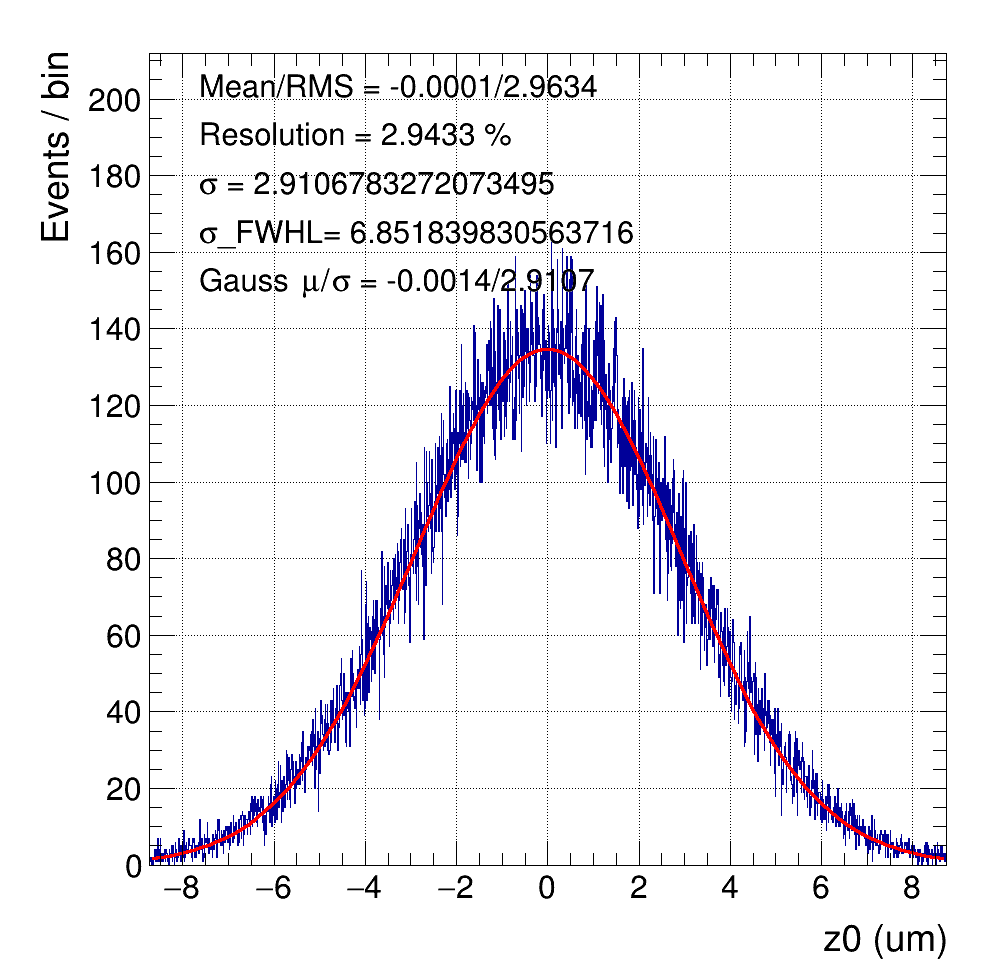 Events / bin
Mean/RMS = -0.0001/2.9634
Resolution = 2.9433 %
σ = 2.9106783272073495
σ_FWHL= 6.851839830563716
Gauss μ/σ = -0.0014/2.9107
200
180
160
140
120
100
80
60
40
20
0
−8 −6 −4 −2 0 2 4 6 8
z0 (um)